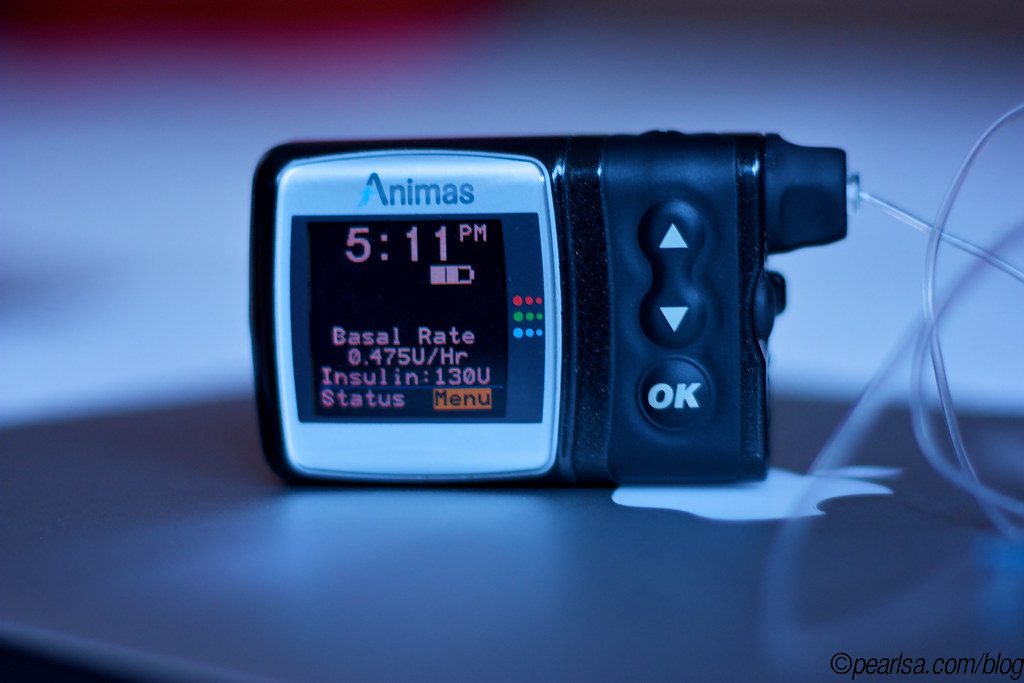 Animas
5:11 PM
Basal Rate
0.475U/Hr
Insulin:130U
Status Menu
OK
©pearlsa.com/blog